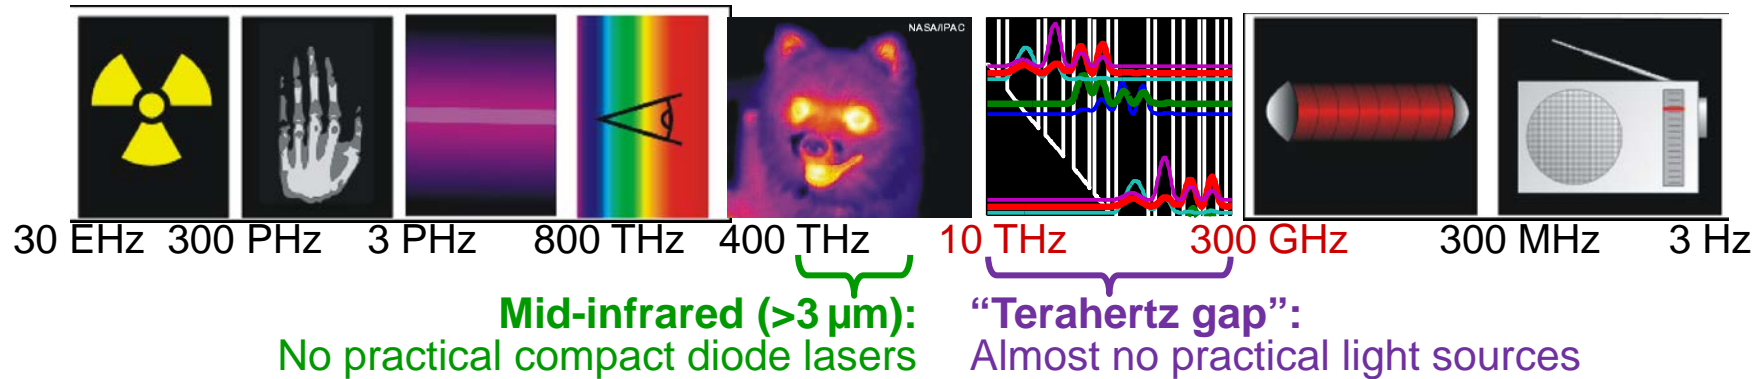 NASA/IPAC
30 EHz 300 PHz 3 PHz 800 THz 400 THz 10 THz 300 GHz 300 MHz 3 Hz
Mid-infrared (>3 µm): “Terahertz gap”:
No practical compact diode lasers Almost no practical light sources